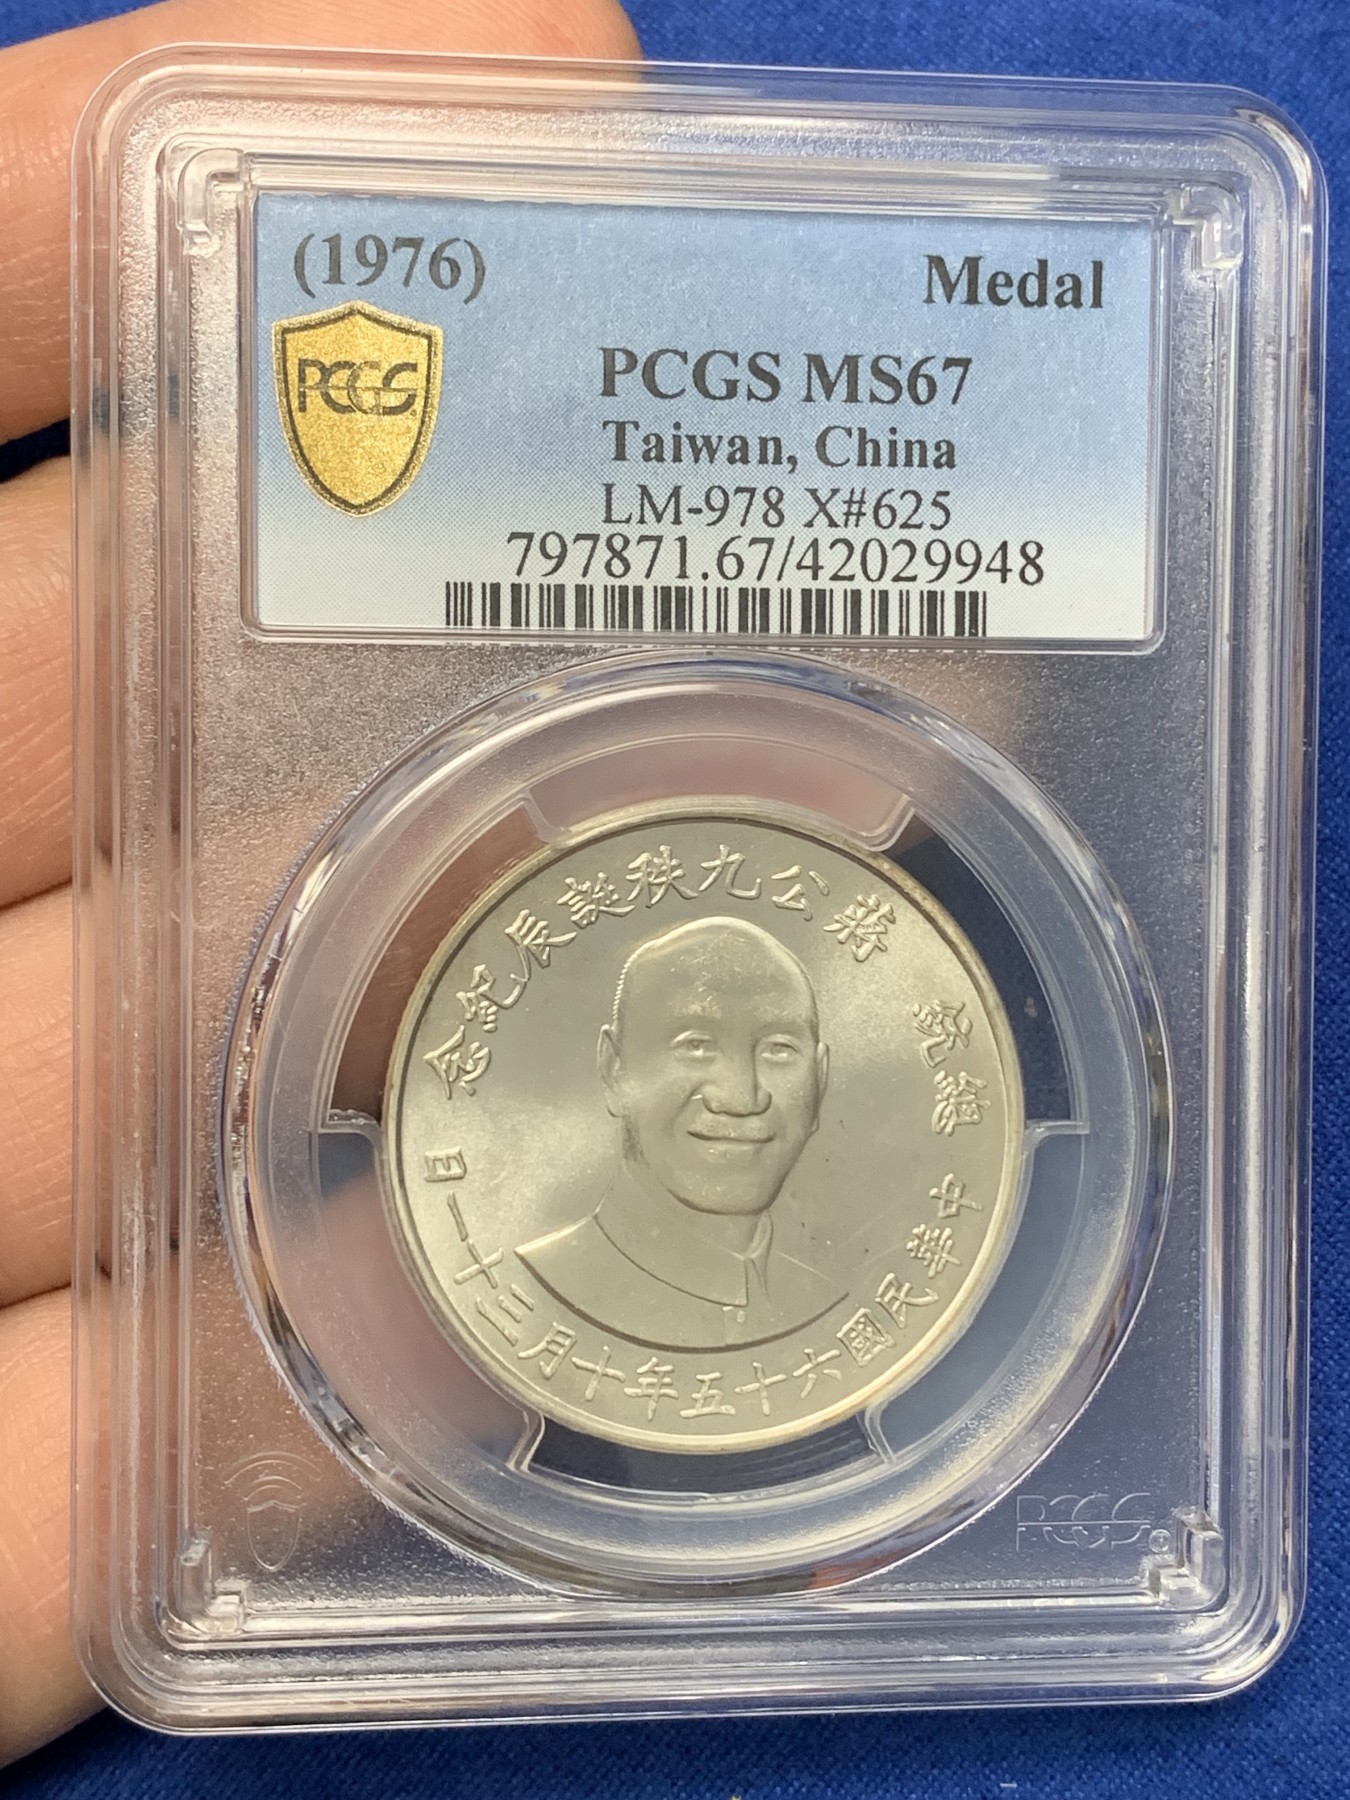 (1976)
Medal
PCGS
PCGS MS67
Taiwan, China
LM-978 X#625
797871.67/42029948
總統
蔣公九秩誕辰紀念
中華民國六十五年十月三十一日
PCGS